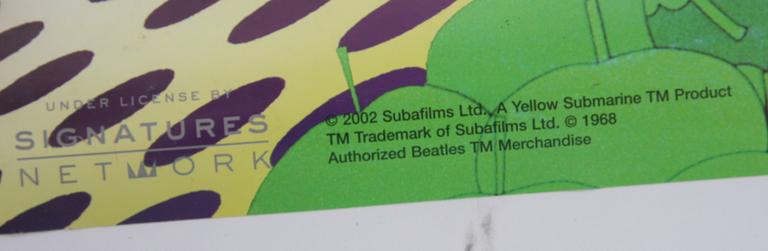 UNDER LICENSE BY
SIGNATURES
NETWORK
© 2002 Subafilms Ltd. A Yellow Submarine TM Product
TM Trademark of Subafilms Ltd. © 1968
Authorized Beatles TM Merchandise